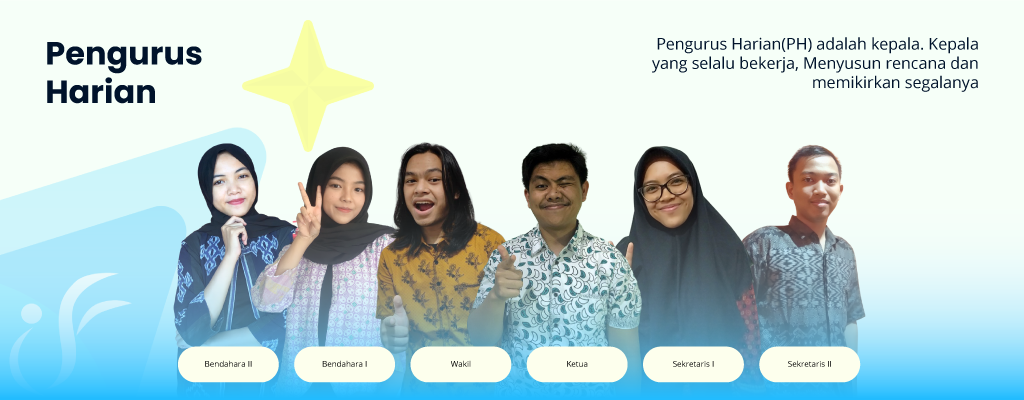 Pengurus
Harian
Pengurus Harian(PH) adalah kepala. Kepala
yang selalu bekerja, Menyusun rencana dan
memikirkan segalanya
Bendahara II
Bendahara I
Wakil
Ketua
Sekretaris I
Sekretaris II